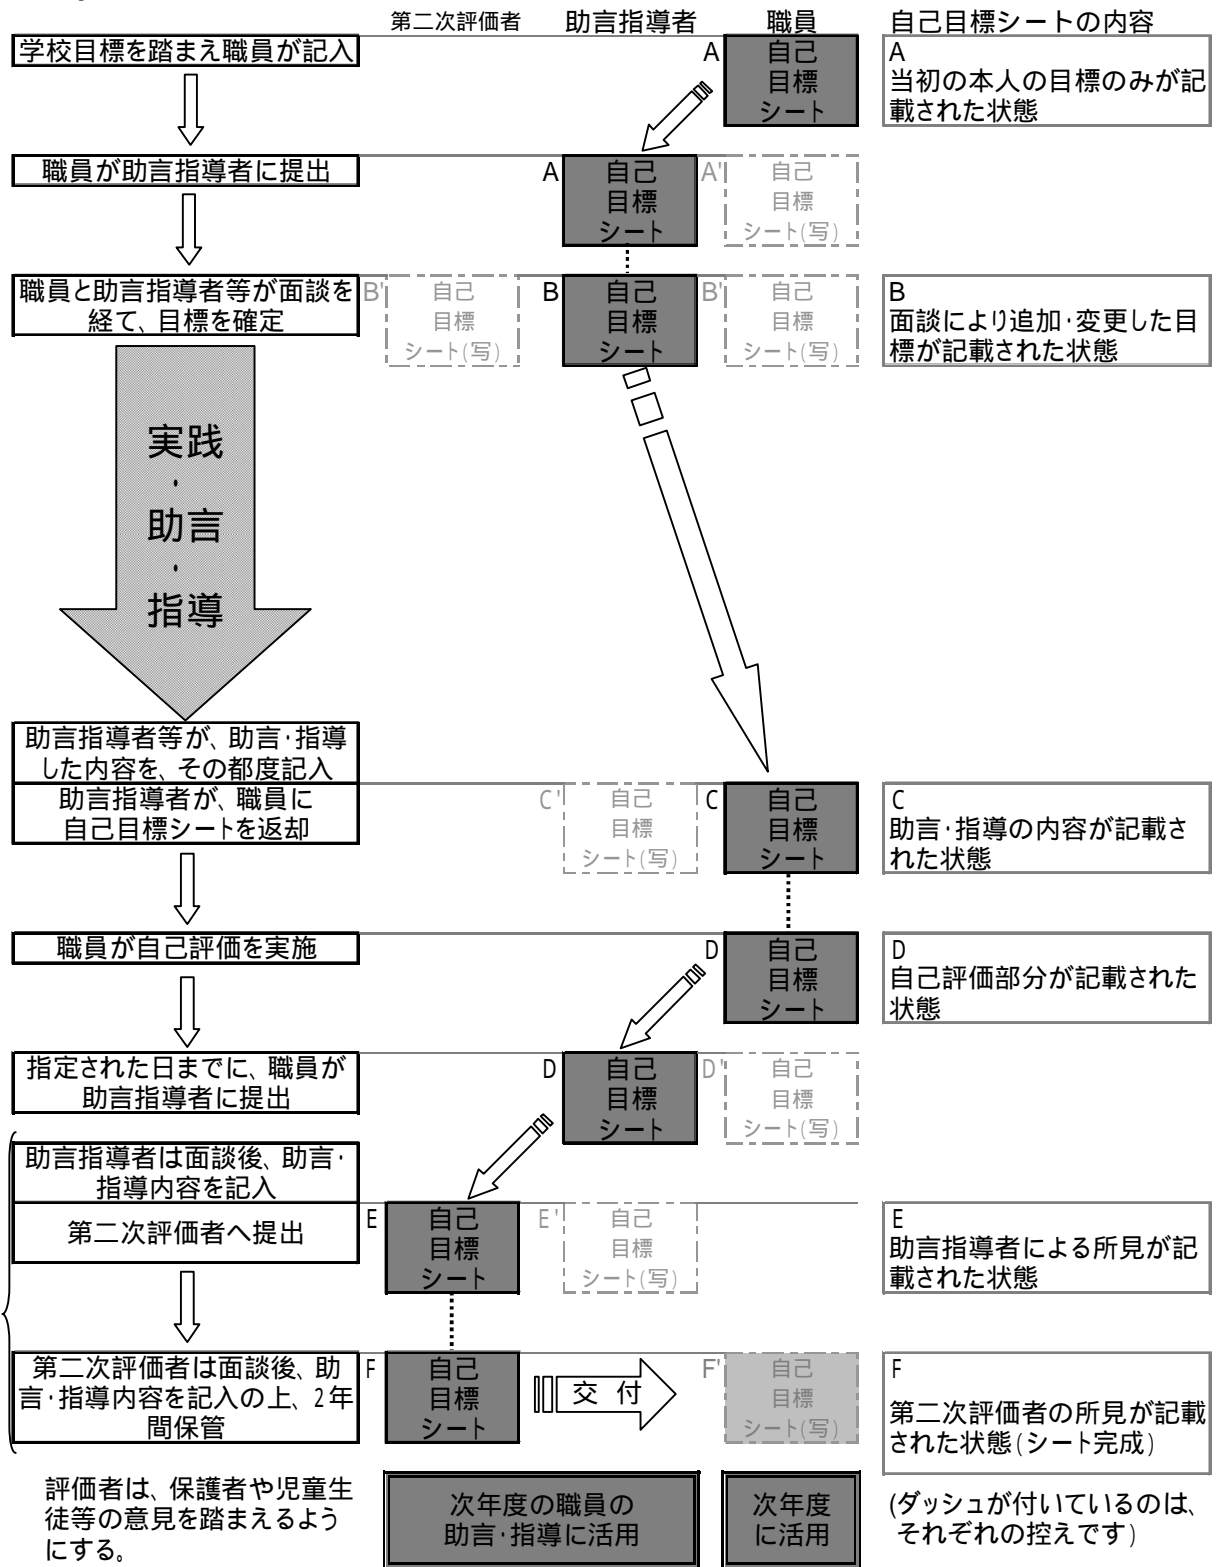 第二次評価者 助言指導者 職員 自己目標シートの内容
学校目標を踏まえ職員が記入
A
自己
目標
シート
A
当初の本人の目標のみが記
載された状態
職員が助言指導者に提出
A
自己
目標
シート
A'
自己
目標
シート(写)
職員と助言指導者等が面談を
経て、目標を確定
B'
自己
目標
シート(写)
B
自己
目標
シート
B'
自己
目標
シート(写)
B
面談により追加・変更した目
標が記載された状態
実践
・
助言
・
指導
助言指導者等が、助言・指導
した内容を、その都度記入
助言指導者が、職員に
自己目標シートを返却
C'
自己
目標
シート(写)
C
自己
目標
シート
C
助言・指導の内容が記載さ
れた状態
職員が自己評価を実施
D
自己
目標
シート
D
自己評価部分が記載された
状態
指定された日までに、職員が
助言指導者に提出
D
自己
目標
シート
D'
自己
目標
シート(写)
助言指導者は面談後、助言・
指導内容を記入
第二次評価者へ提出
E
自己
目標
シート
E'
自己
目標
シート(写)
E
助言指導者による所見が記
載された状態
第二次評価者は面談後、助
言・指導内容を記入の上、2年
間保管
F
自己
目標
シート
交 付
F'
自己
目標
シート(写)
F
第二次評価者の所見が記載
された状態(シート完成)
評価者は、保護者や児童生
徒等の意見を踏まえるよう
にする。
次年度の職員の
助言・指導に活用
次年度
に活用
(ダッシュが付いているのは、
それぞれの控えです)